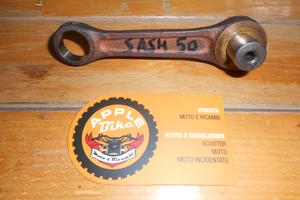 SASH 50
APPLE
Bike
Moto e Ricambi
VENDITA
MOTO E RICAMBI
RITIRO E DEMOLIZIONE
SCOOTER
MOTO
MOTO INCIDENTATE